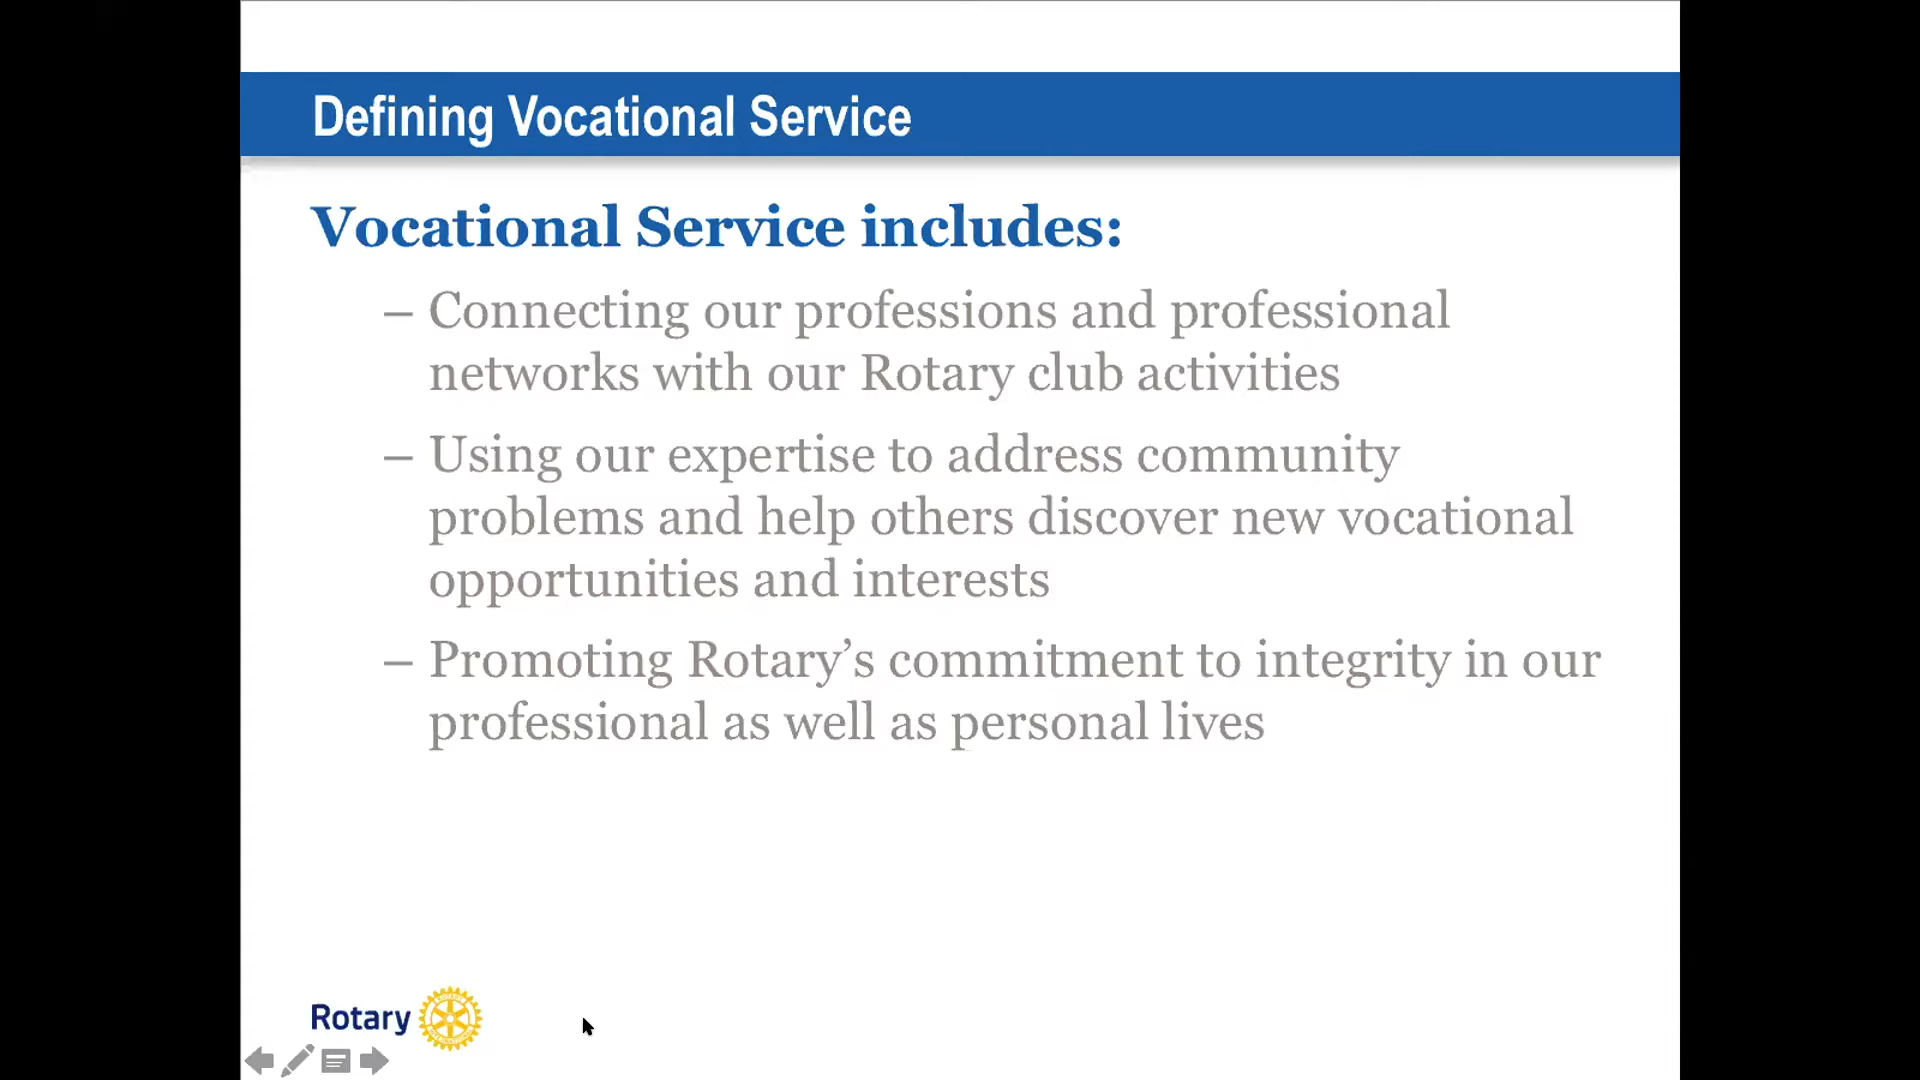 Defining Vocational Service
Vocational Service includes:
– Connecting our professions and professional
networks with our Rotary club activities
– Using our expertise to address community
problems and help others discover new vocational
opportunities and interests
– Promoting Rotary’s commitment to integrity in our
professional as well as personal lives
Rotary